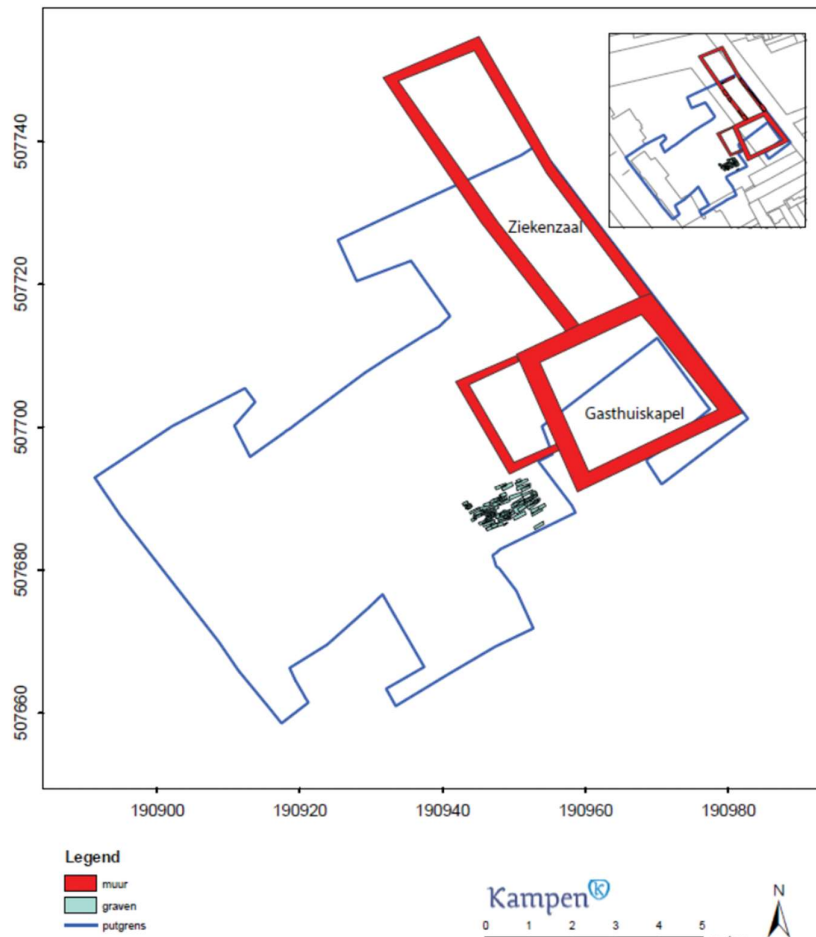 507740
507720
507700
507680
507660
Ziekenzaal
Gasthuiskapel
190900 190920 190940 190960 190980
Legend
muur
graven
putgrens
Kampen k
0 1 2 3 4 5
N